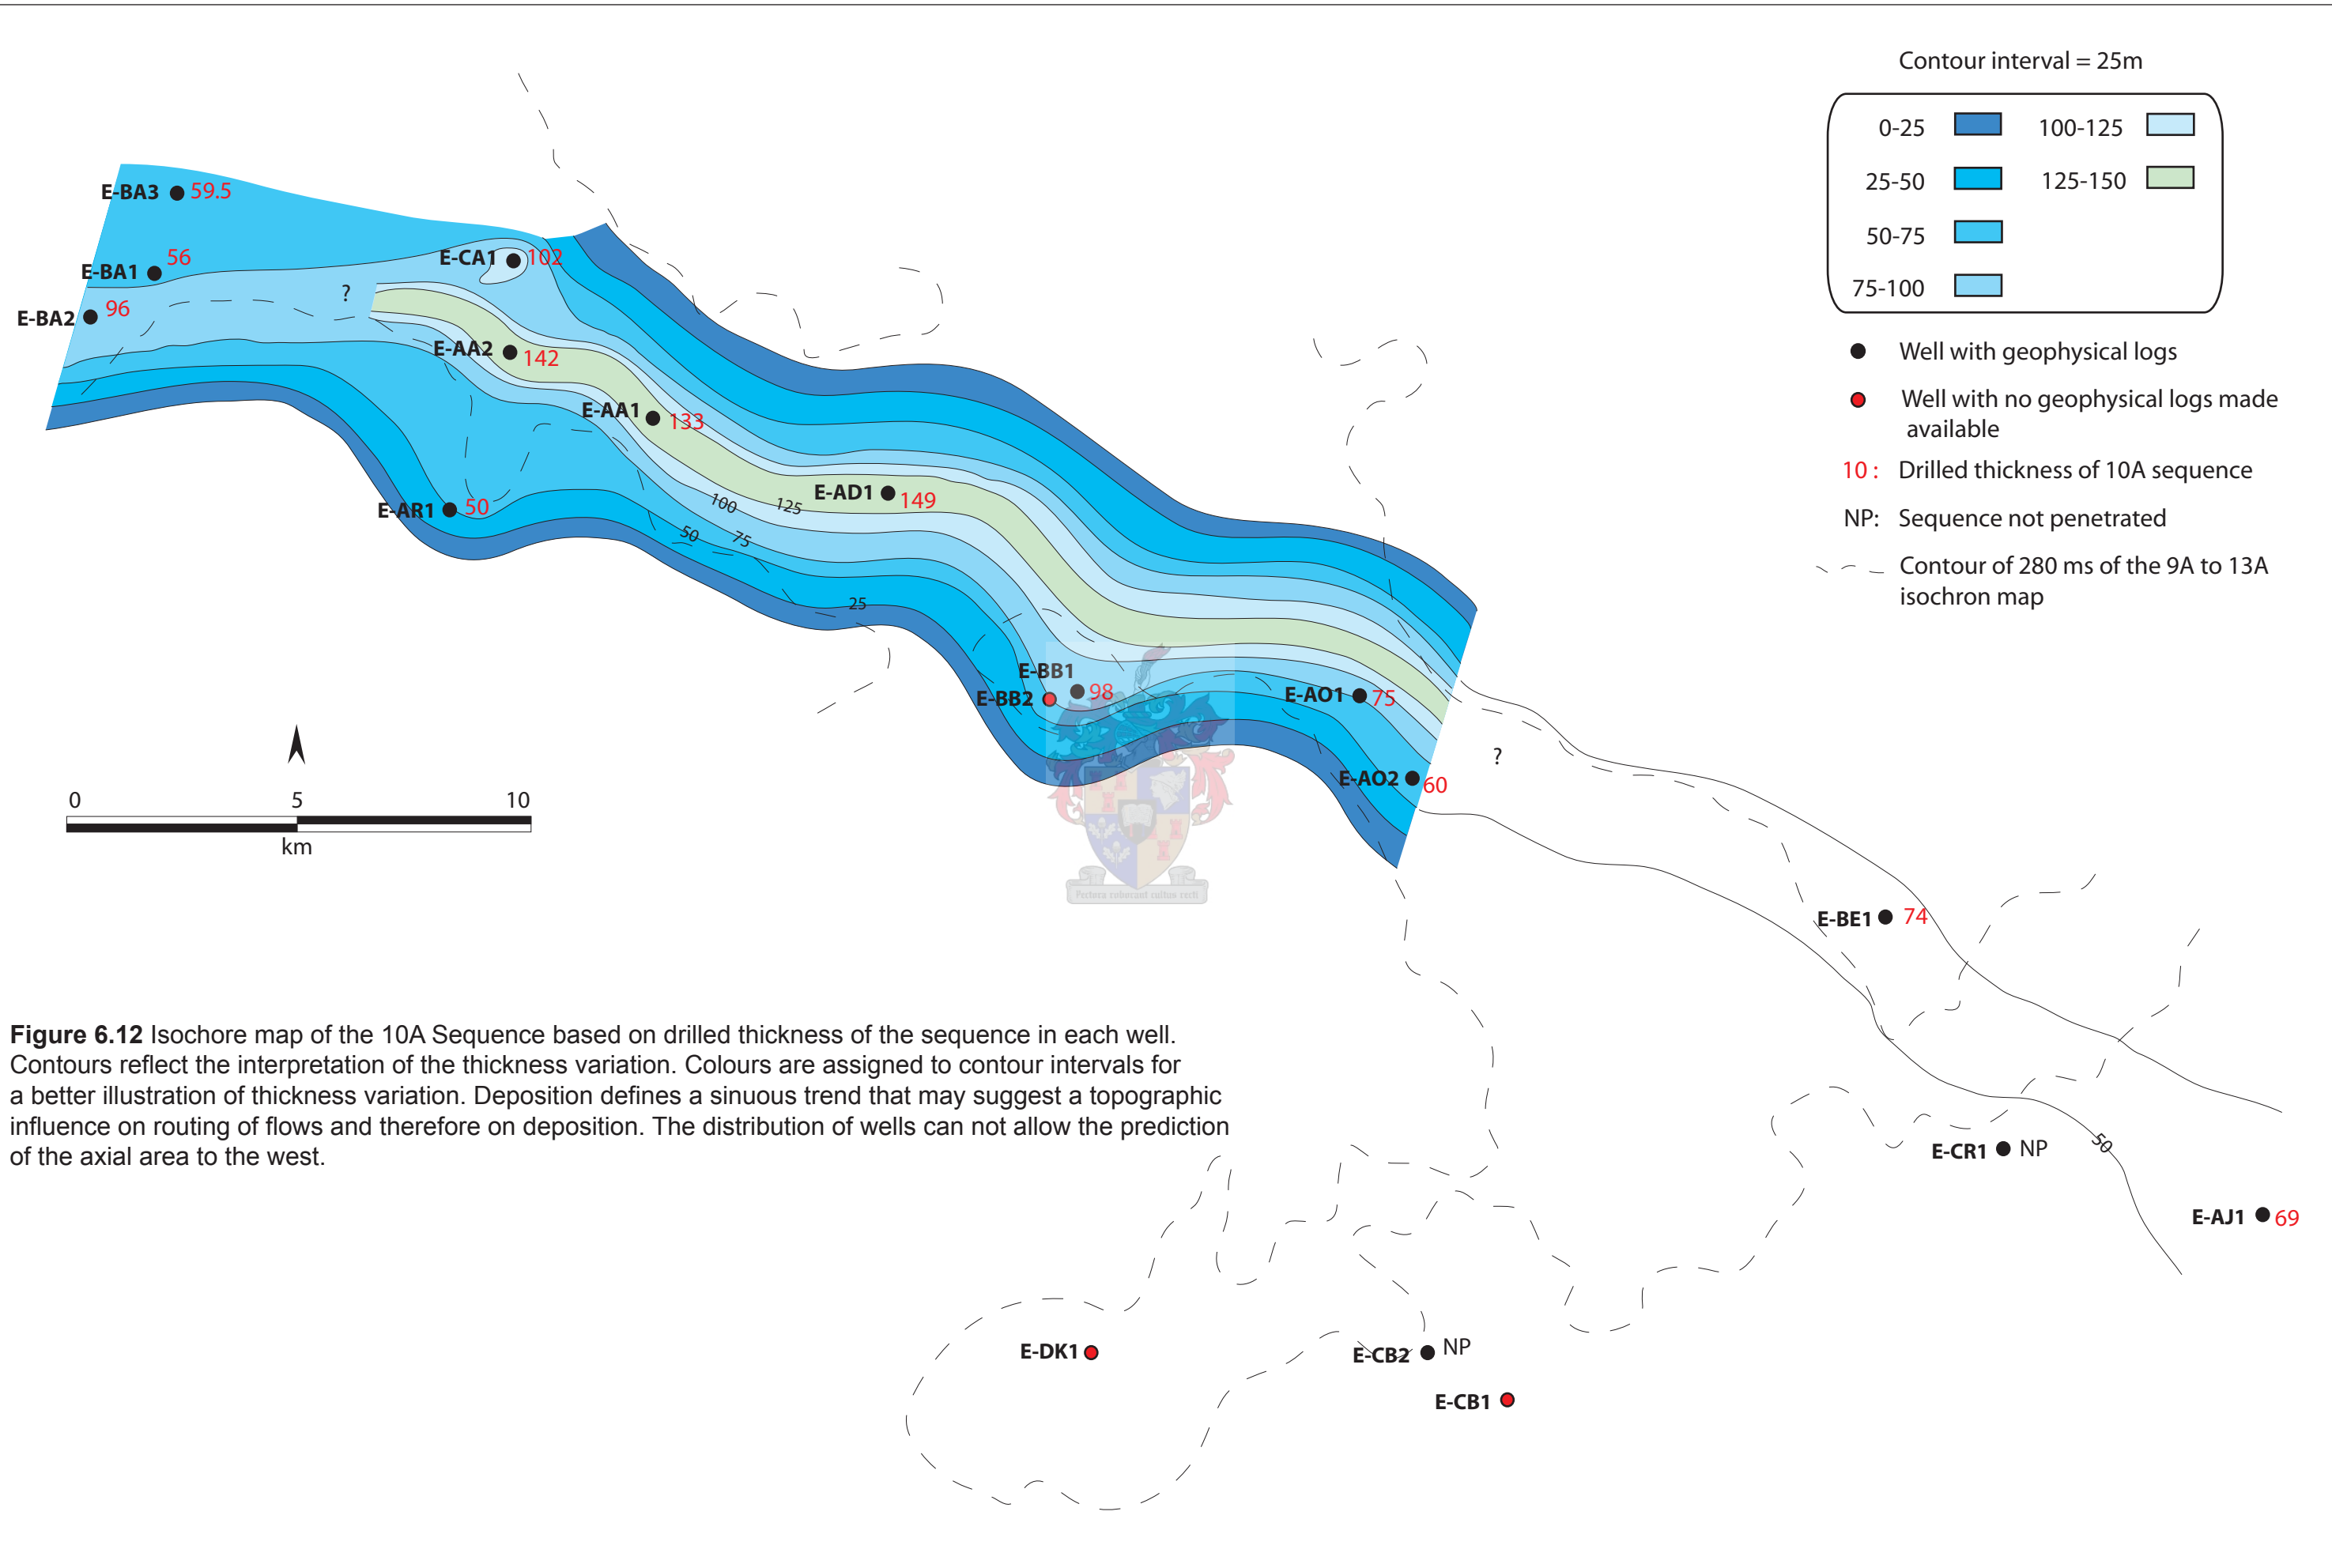 Contour interval = 25m
0-25
100-125
25-50
125-150
50-75
75-100
Well with geophysical logs
Well with no geophysical logs made
available
10 : Drilled thickness of 10A sequence
NP: Sequence not penetrated
Contour of 280 ms of the 9A to 13A
isochron map
E-BA3 59.5
E-BA1 56
E-BA2 96
?
E-CA1 102
E-AA2 142
E-AA1 133
E-AD1 149
E-AR1 50
100
125
50
75
25
E-BB1 98
E-BB2
E-AO1 75
E-AO2 60
?
Pectora roborant cultus recti
0 5 10
km
E-BE1 74
E-CR1 NP
50
E-AJ1 69
E-DK1
E-CB2 NP
E-CB1
Figure 6.12 Isochore map of the 10A Sequence based on drilled thickness of the sequence in each well.
Contours reflect the interpretation of the thickness variation. Colours are assigned to contour intervals for
a better illustration of thickness variation. Deposition defines a sinuous trend that may suggest a topographic
influence on routing of flows and therefore on deposition. The distribution of wells can not allow the prediction
of the axial area to the west.